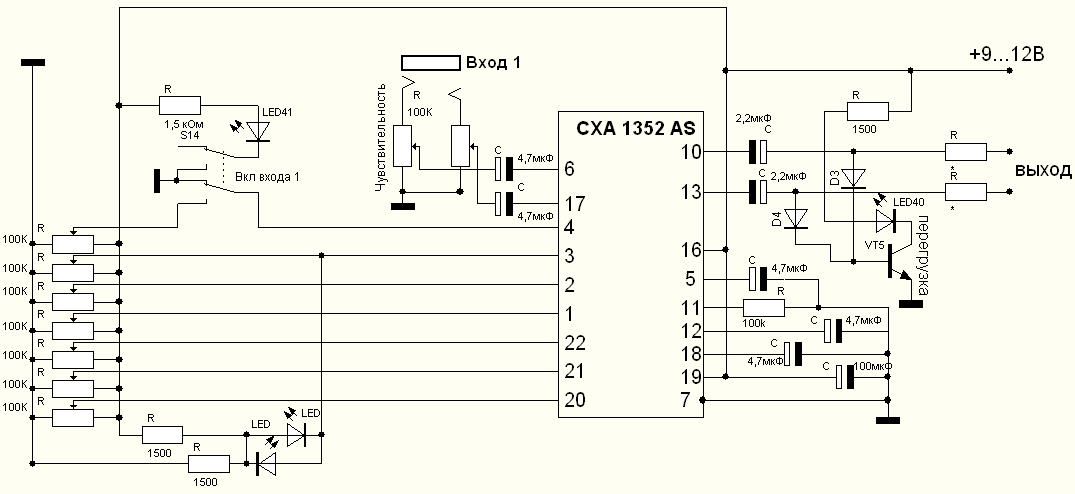 +9...12В
Вход 1
R
100K
Чувствительность
R
1,5 кОм
S14
LED41
Вкл входа 1
CXA 1352 AS
R
1500
2,2мкФ
C
10
R
*
ВЫХОД
R
*
C
4,7мкФ
6
2,2мкФ
C
13
D3
C
4,7мкФ
17
LED40
перегрузка
D4
VT5
4
R
100K
16
3
R
100K
5
C
4,7мкФ
2
R
100K
11
R
100k
1
R
100K
12
C
4,7мкФ
22
R
100K
18
C
4,7мкФ
21
R
100K
19
C
100мкФ
20
R
100K
7
LED
LED
R
1500
R
1500